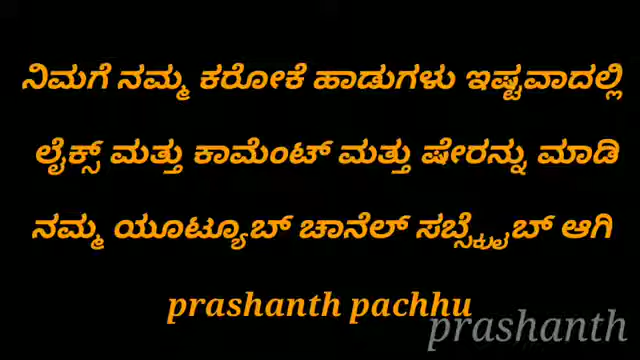 ನಿಮಗೆ ನಮ್ಮ ಕರೋಕೆ ಹಾಡುಗಳು ಇಷ್ಟವಾದಲ್ಲಿ
ಲೈಕ್ಸ್ ಮತ್ತು ಕಾಮೆಂಟ್ ಮತ್ತು ಷೇರನ್ನು ಮಾಡಿ
ನಮ್ಮ ಯೂಟ್ಯೂಬ್ ಚಾನೆಲ್ ಸಬ್ಸ್ಕ್ರೈಬ್ ಆಗಿ
prashanth pachhu
prashanth